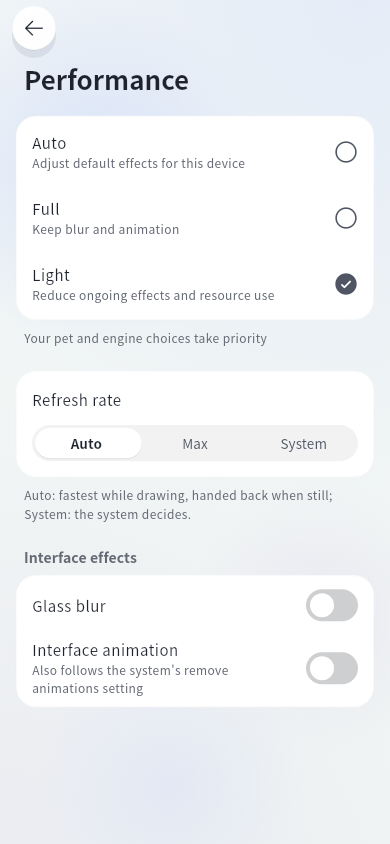 Performance
Auto
Adjust default effects for this device
Full
Keep blur and animation
Light
Reduce ongoing effects and resource use
Your pet and engine choices take priority
Refresh rate
Auto
Max
System
Auto: fastest while drawing, handed back when still;
System: the system decides.
Interface effects
Glass blur
Interface animation
Also follows the system's remove
animations setting